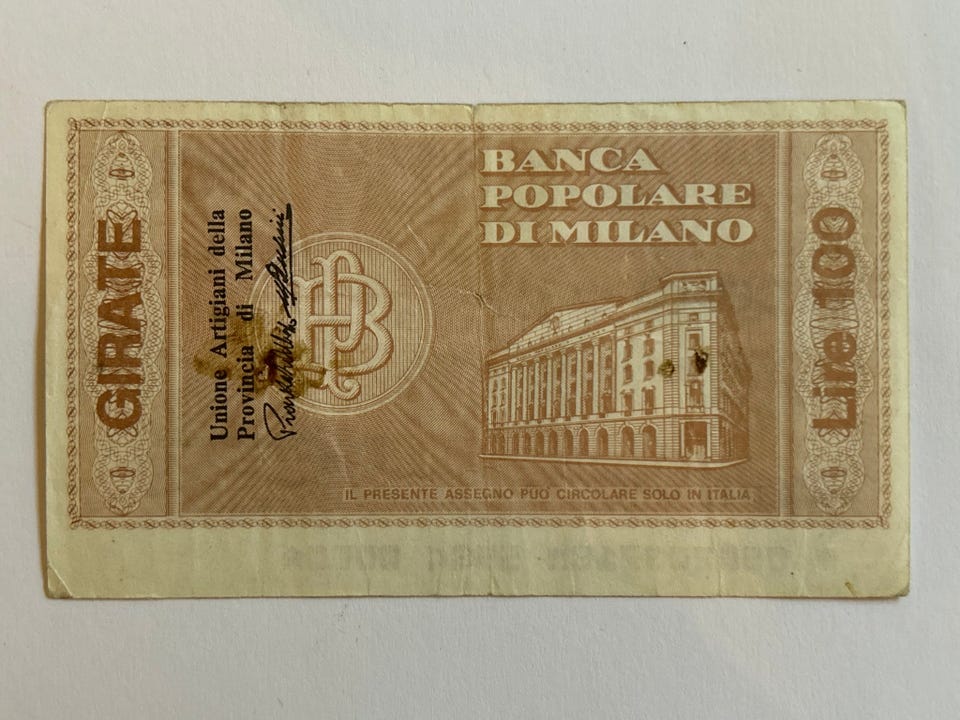 GIRATE
Unione Artigiani della
Provincia di Milano
BANCA
POPOLARE
DI MILANO
Lire 100
IL PRESENTE ASSEGNO PUÒ CIRCOLARE SOLO IN ITALIA